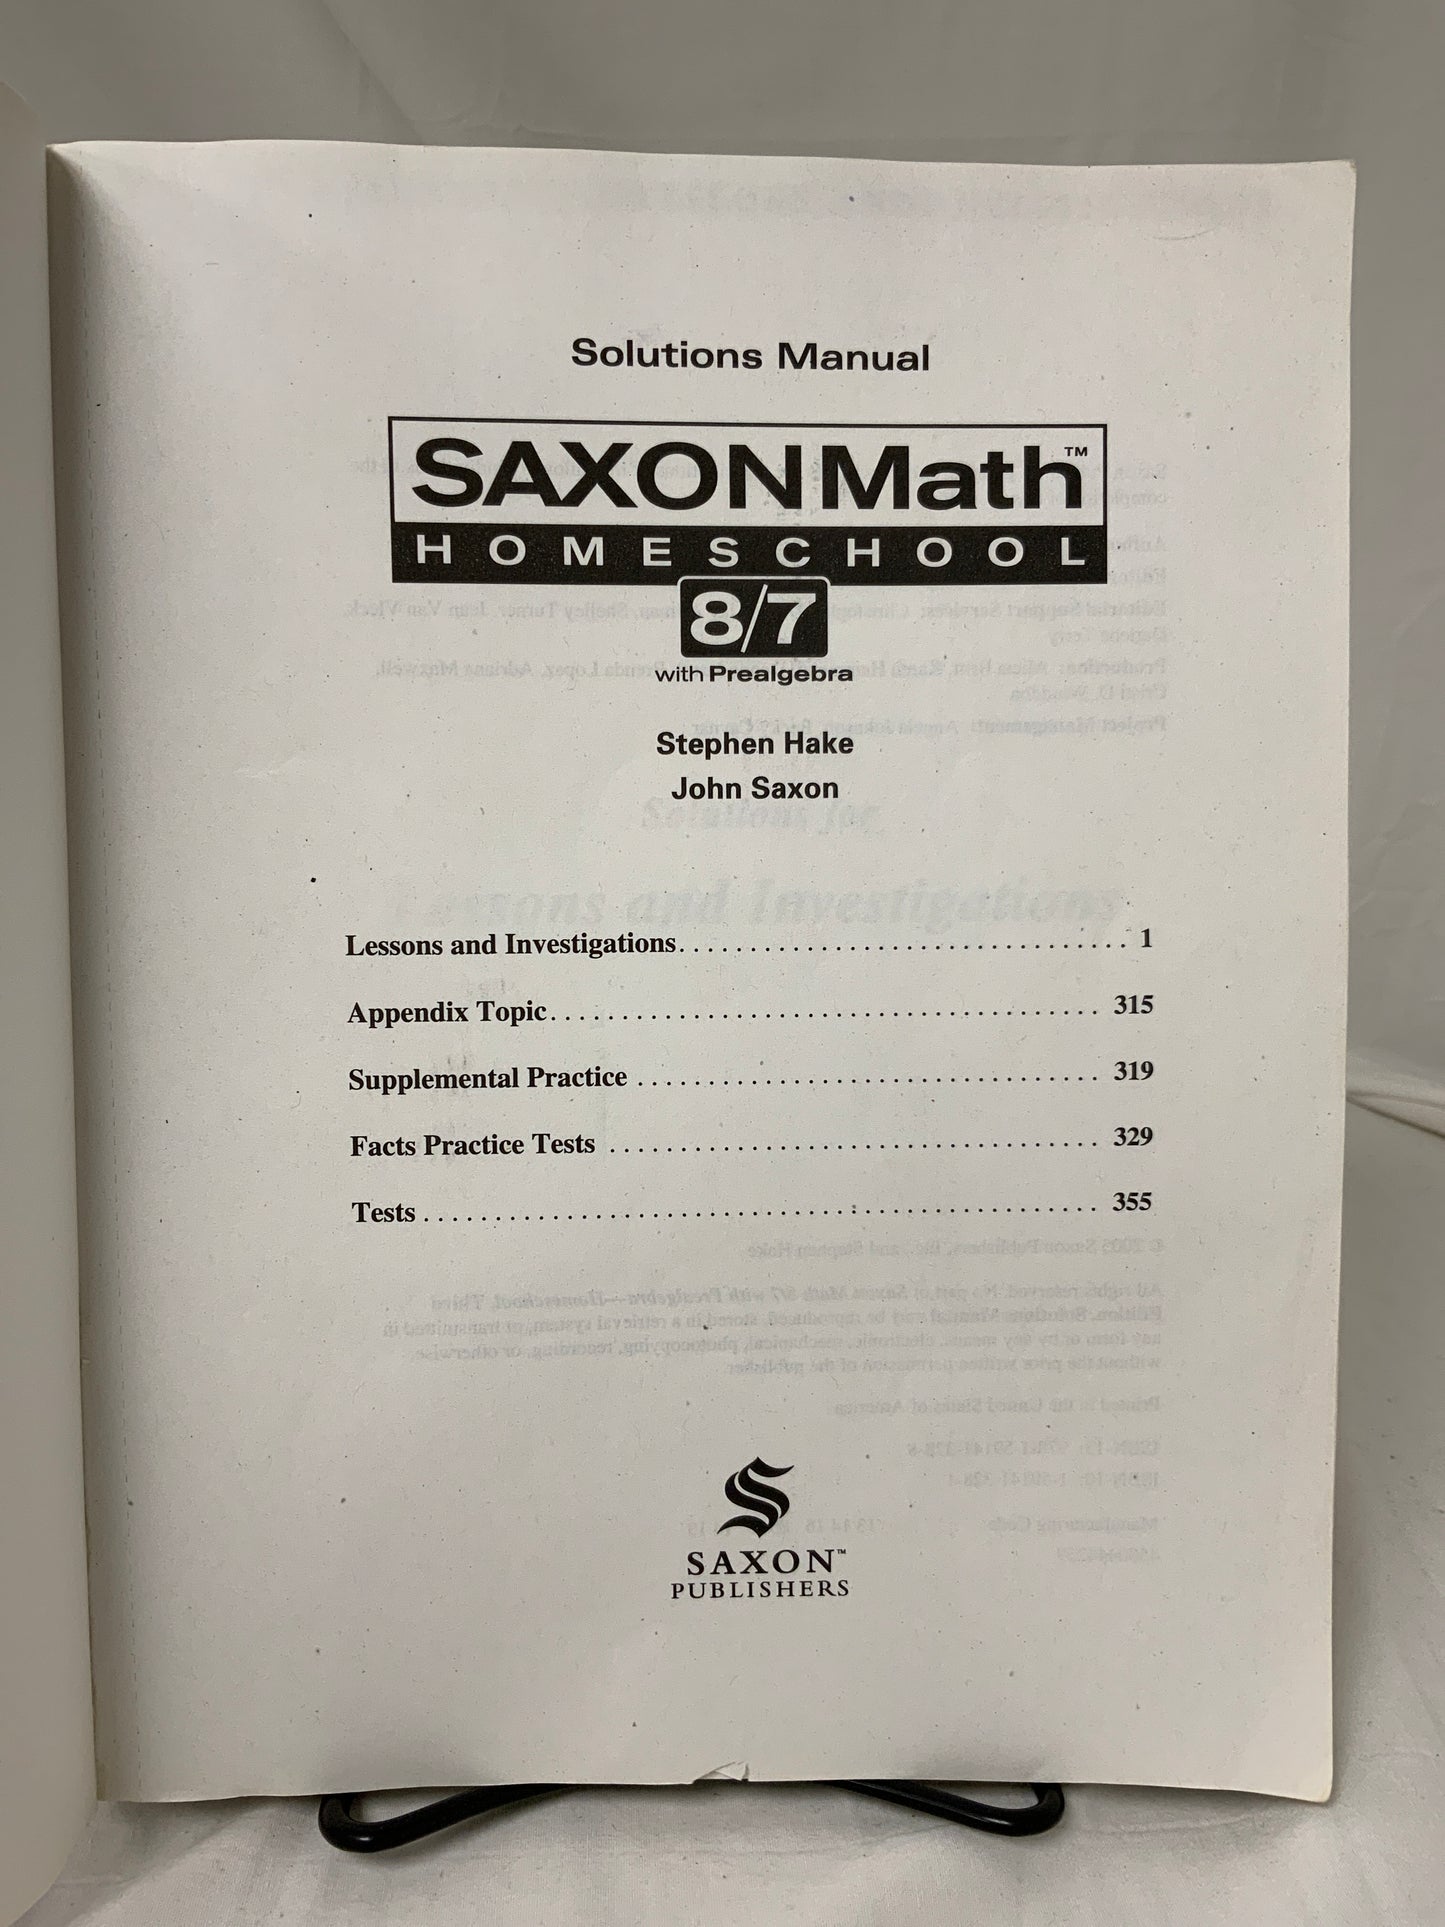 Solutions Manual
SAXONMath™
HOMESCHOOL
8/7
with Prealgebra
Stephen Hake
John Saxon
Lessons and Investigations. . . . . . . . . . . . . . . . . . . . . . . . . . . . . . . . 1
Appendix Topic. . . . . . . . . . . . . . . . . . . . . . . . . . . . . . . . . . . . . . . 315
Supplemental Practice . . . . . . . . . . . . . . . . . . . . . . . . . . . . . . . . . 319
Facts Practice Tests . . . . . . . . . . . . . . . . . . . . . . . . . . . . . . . . . . . 329
Tests . . . . . . . . . . . . . . . . . . . . . . . . . . . . . . . . . . . . . . . . . . . . . . . . 355
SAXON™
PUBLISHERS